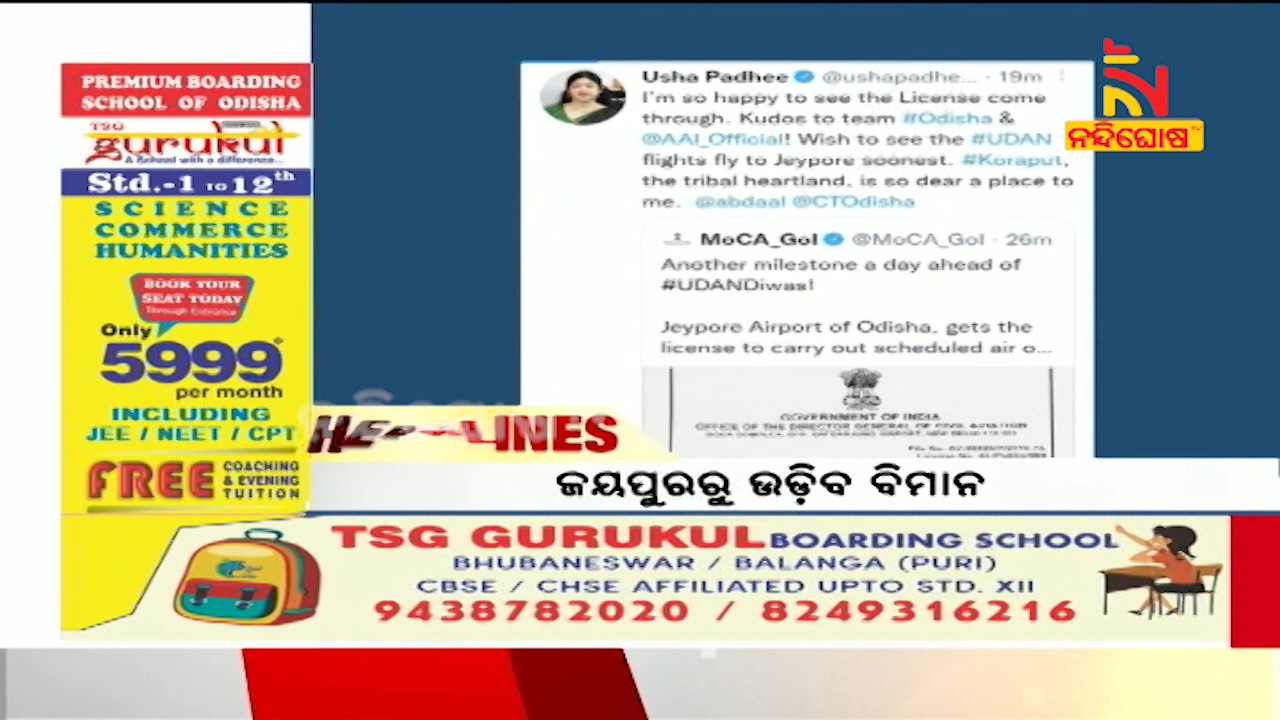 PREMIUM BOARDING
SCHOOL OF ODISHA
TSG
gurukul
A School with a difference...
Std.-1 TO 12th
SCIENCE
COMMERCE
HUMANITIES
BOOK YOUR
SEAT TODAY
Through Entrance
Only
5999
per month
INCLUDING
JEE / NEET / CPT
FREE
COACHING
& EVENING
TUITION
Usha Padhee @ushapadhe... · 19m
I'm so happy to see the License come
through. Kudos to team #Odisha &
@AAI_Official! Wish to see the #UDAN
flights fly to Jeypore soonest. #Koraput,
the tribal heartland, is so dear a place to
me. @abdaal @CTOdisha
MoCA_GoI @MoCA_GoI · 26m
Another milestone a day ahead of
#UDANDiwas!
Jeypore Airport of Odisha, gets the
license to carry out scheduled air o...
GOVERNMENT OF INDIA
OFFICE OF THE DIRECTOR GENERAL OF CIVIL AVIATION
ନନ୍ଦିଘୋଷ
HEADLINES
ଜୟପୁରରୁ ଉଡ଼ିବ ବିମାନ
TSG GURUKUL BOARDING SCHOOL
BHUBANESWAR / BALANGA (PURI)
CBSE / CHSE AFFILIATED UPTO STD. XII
9438782020 / 8249316216